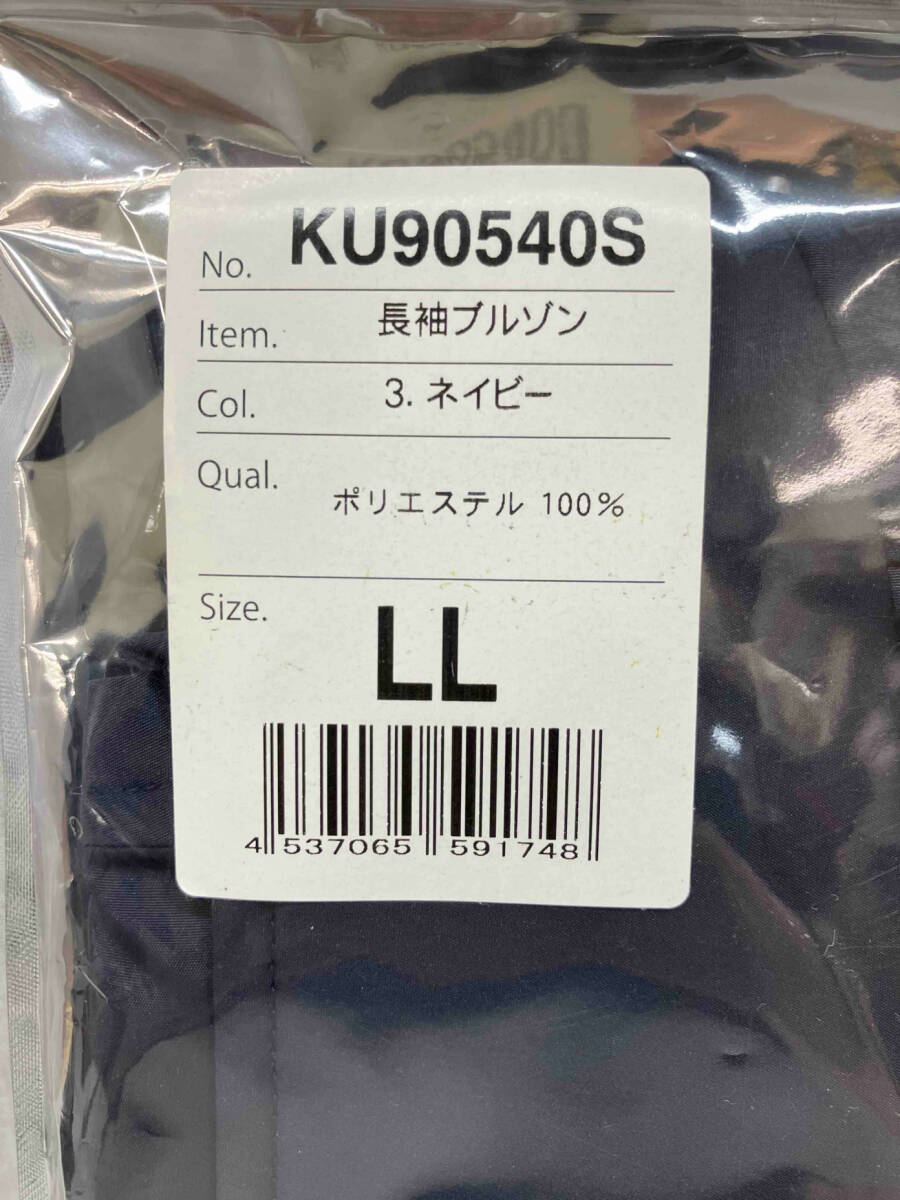 No. KU90540S
Item. 長袖ブルゾン
Col. 3. ネイビー
Qual. ポリエステル 100%
Size. LL
4 537065 591748